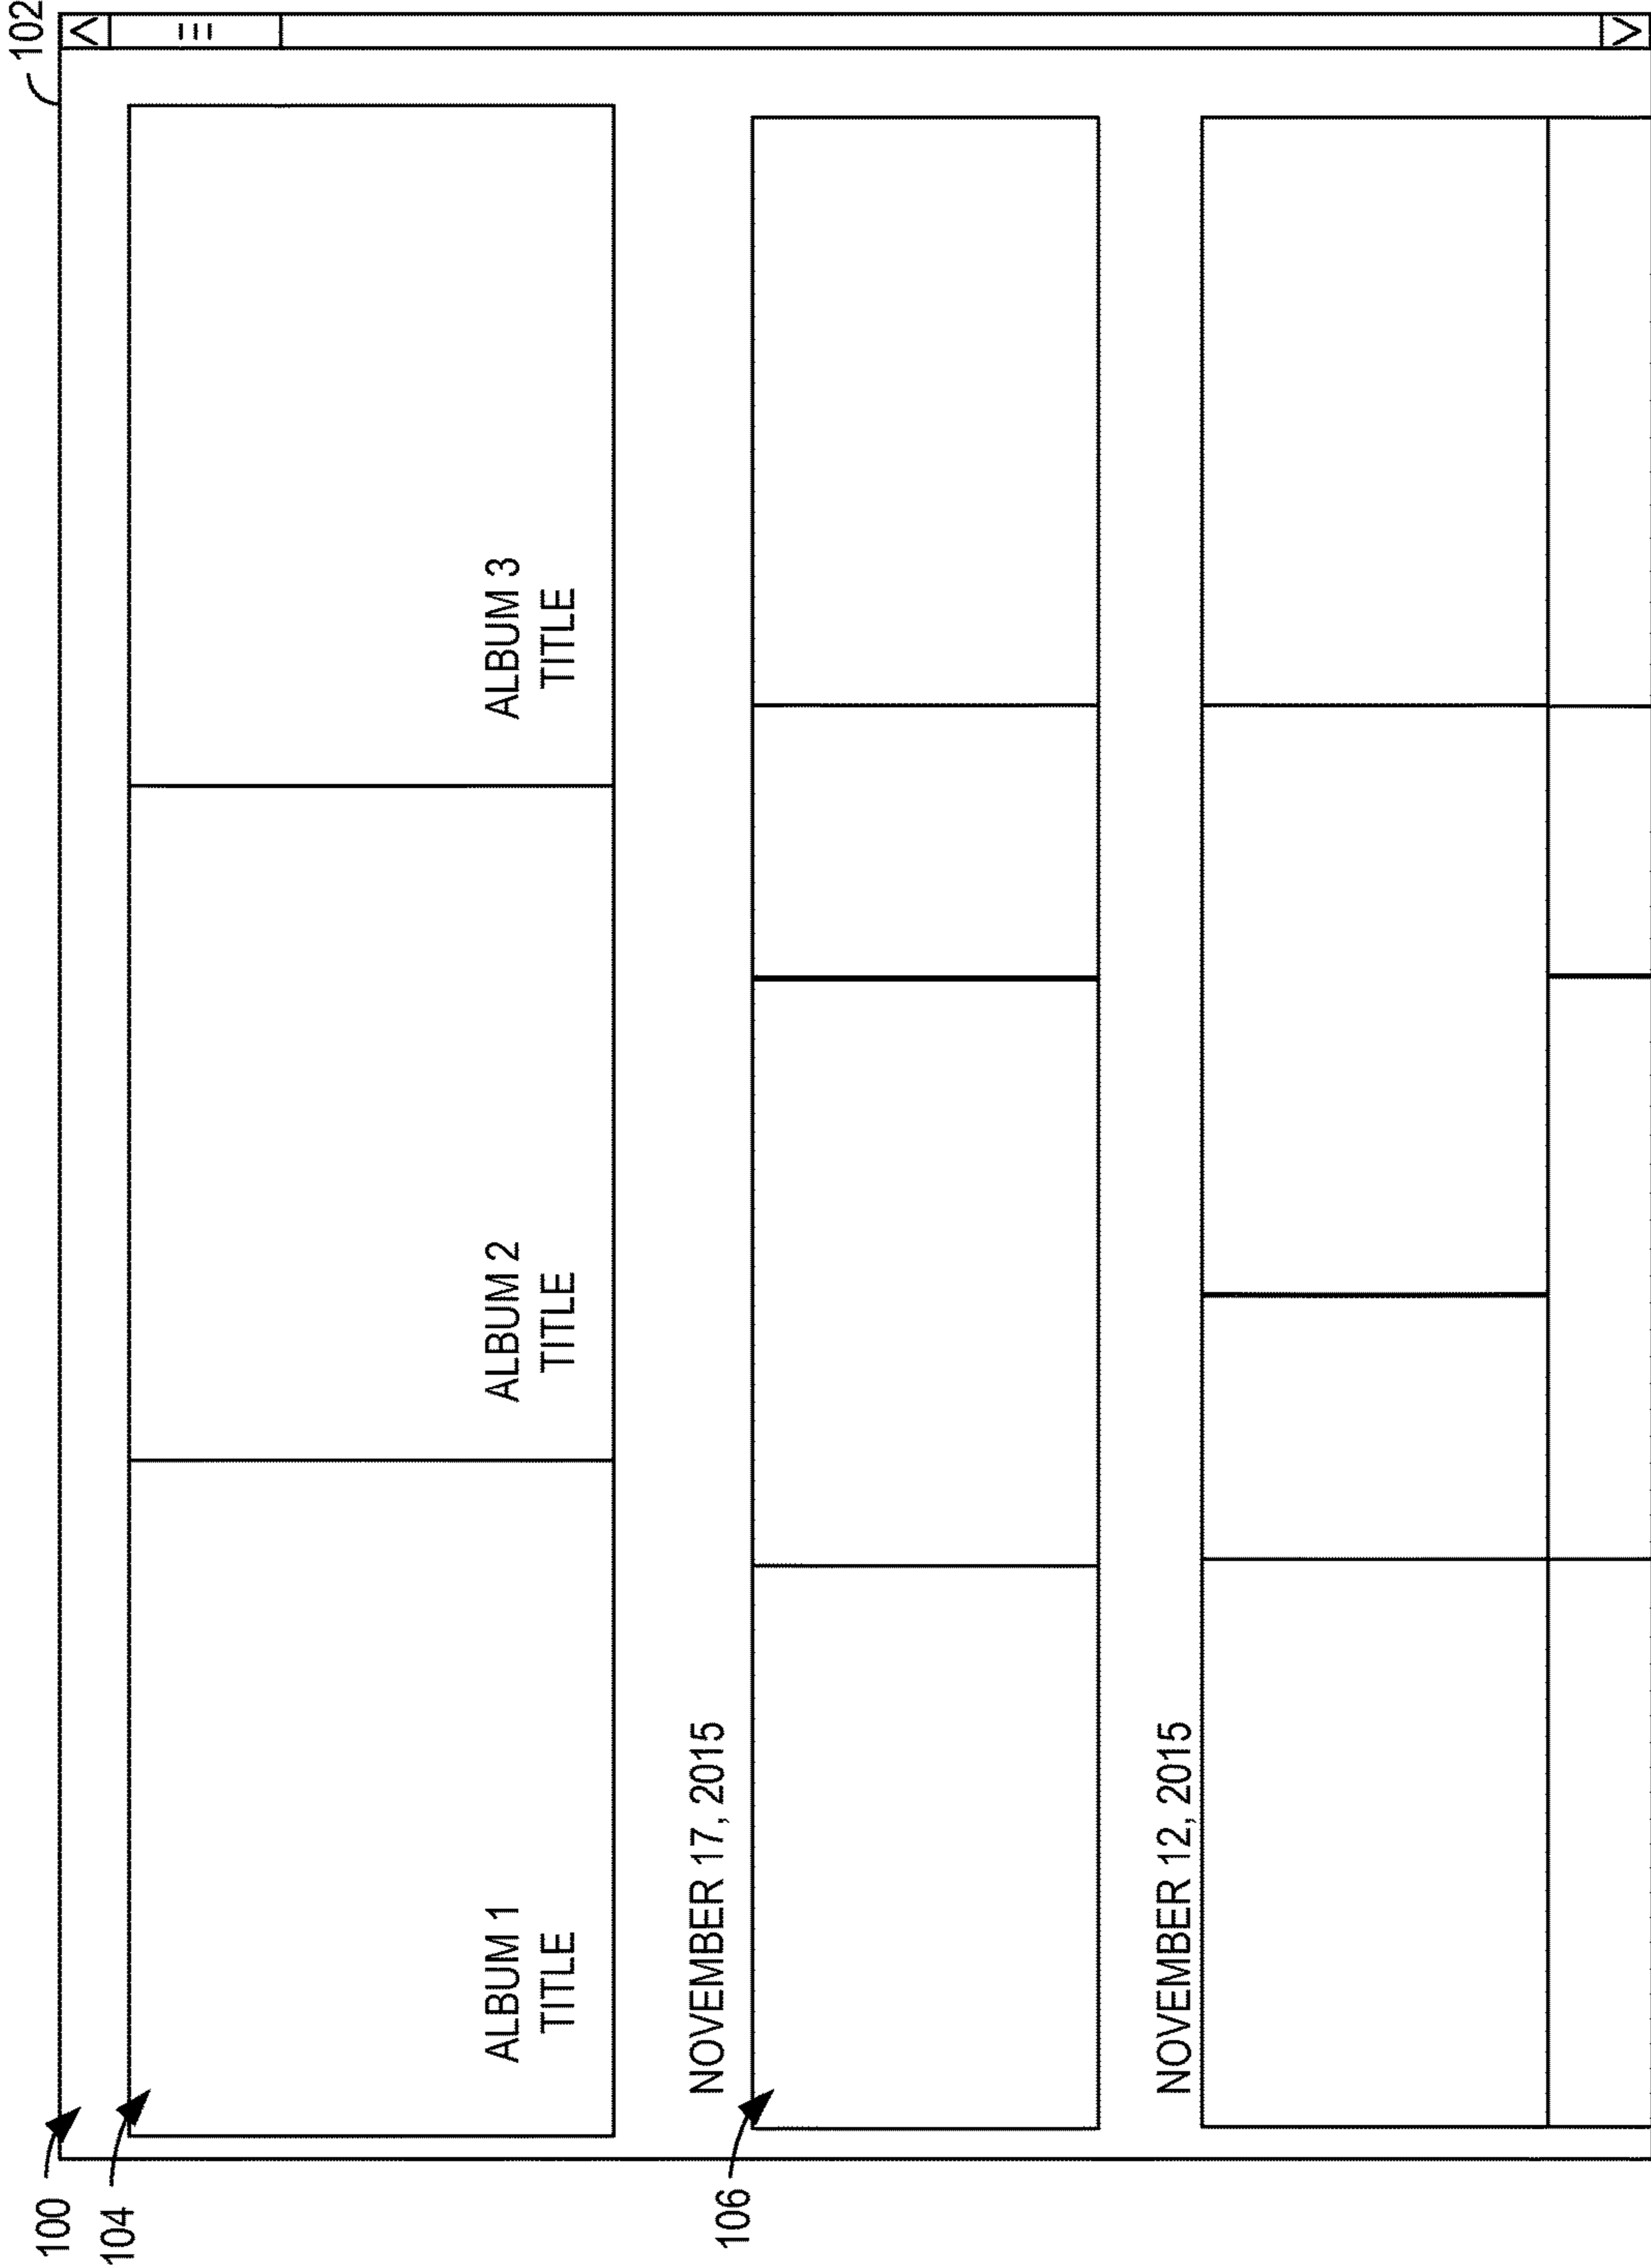 100
102
104
ALBUM 1
TITLE
ALBUM 2
TITLE
ALBUM 3
TITLE
NOVEMBER 17, 2015
106
NOVEMBER 12, 2015